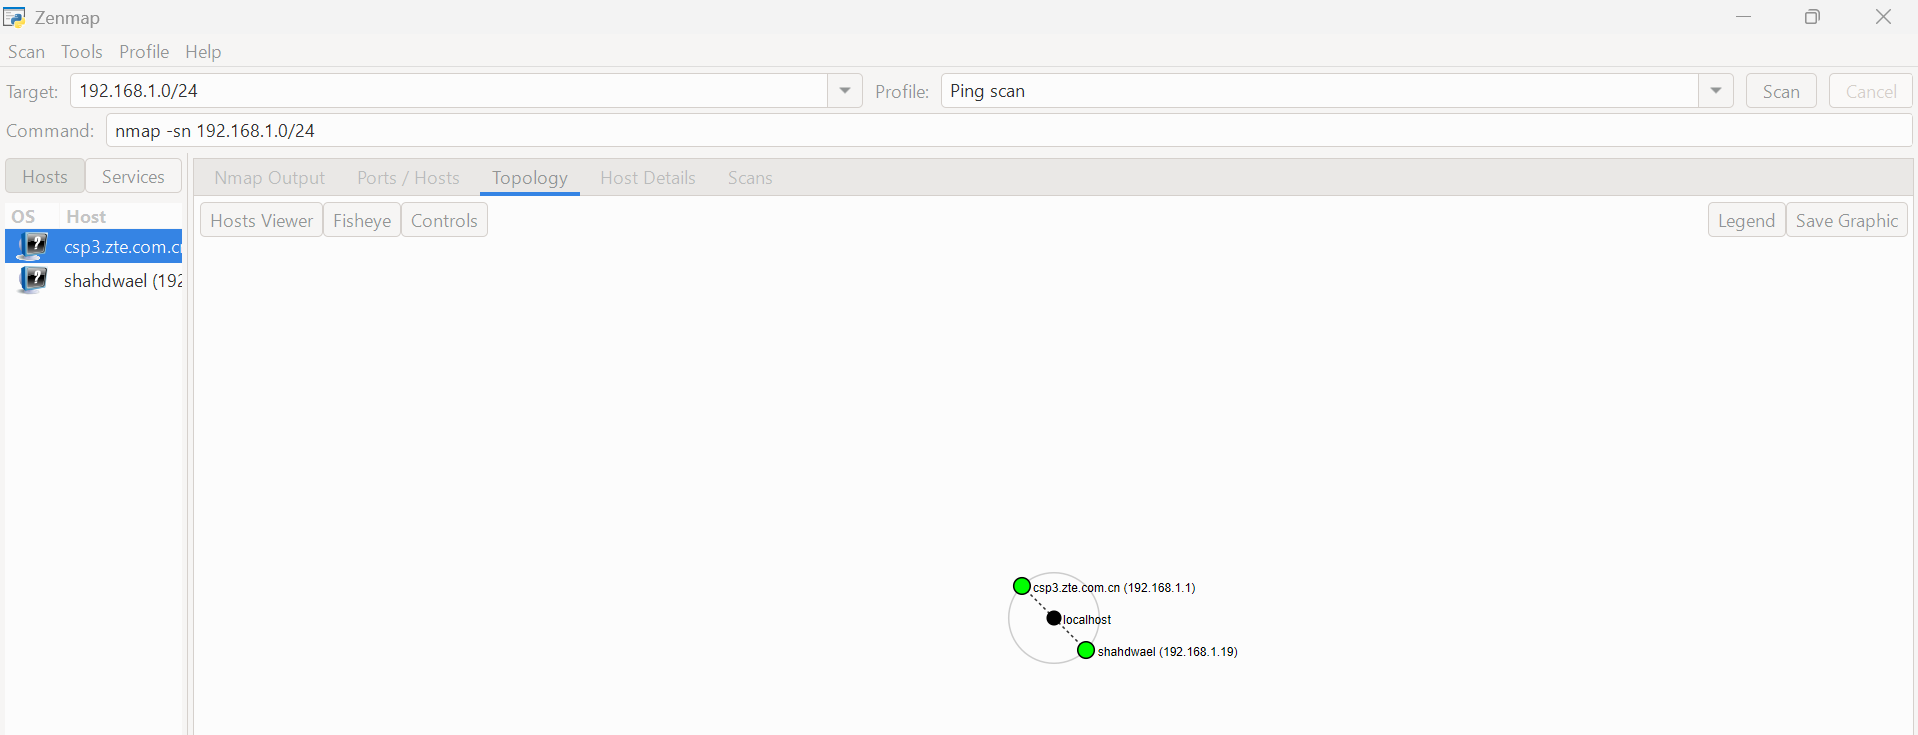 Zenmap
Scan Tools Profile Help
Target: 192.168.1.0/24 Profile: Ping scan Scan Cancel
Command: nmap -sn 192.168.1.0/24
Hosts Services Nmap Output Ports / Hosts Topology Host Details Scans
OS Host Hosts Viewer Fisheye Controls Legend Save Graphic
? csp3.zte.com.cn
? shahdwael (192
csp3.zte.com.cn (192.168.1.1)
localhost
shahdwael (192.168.1.19)